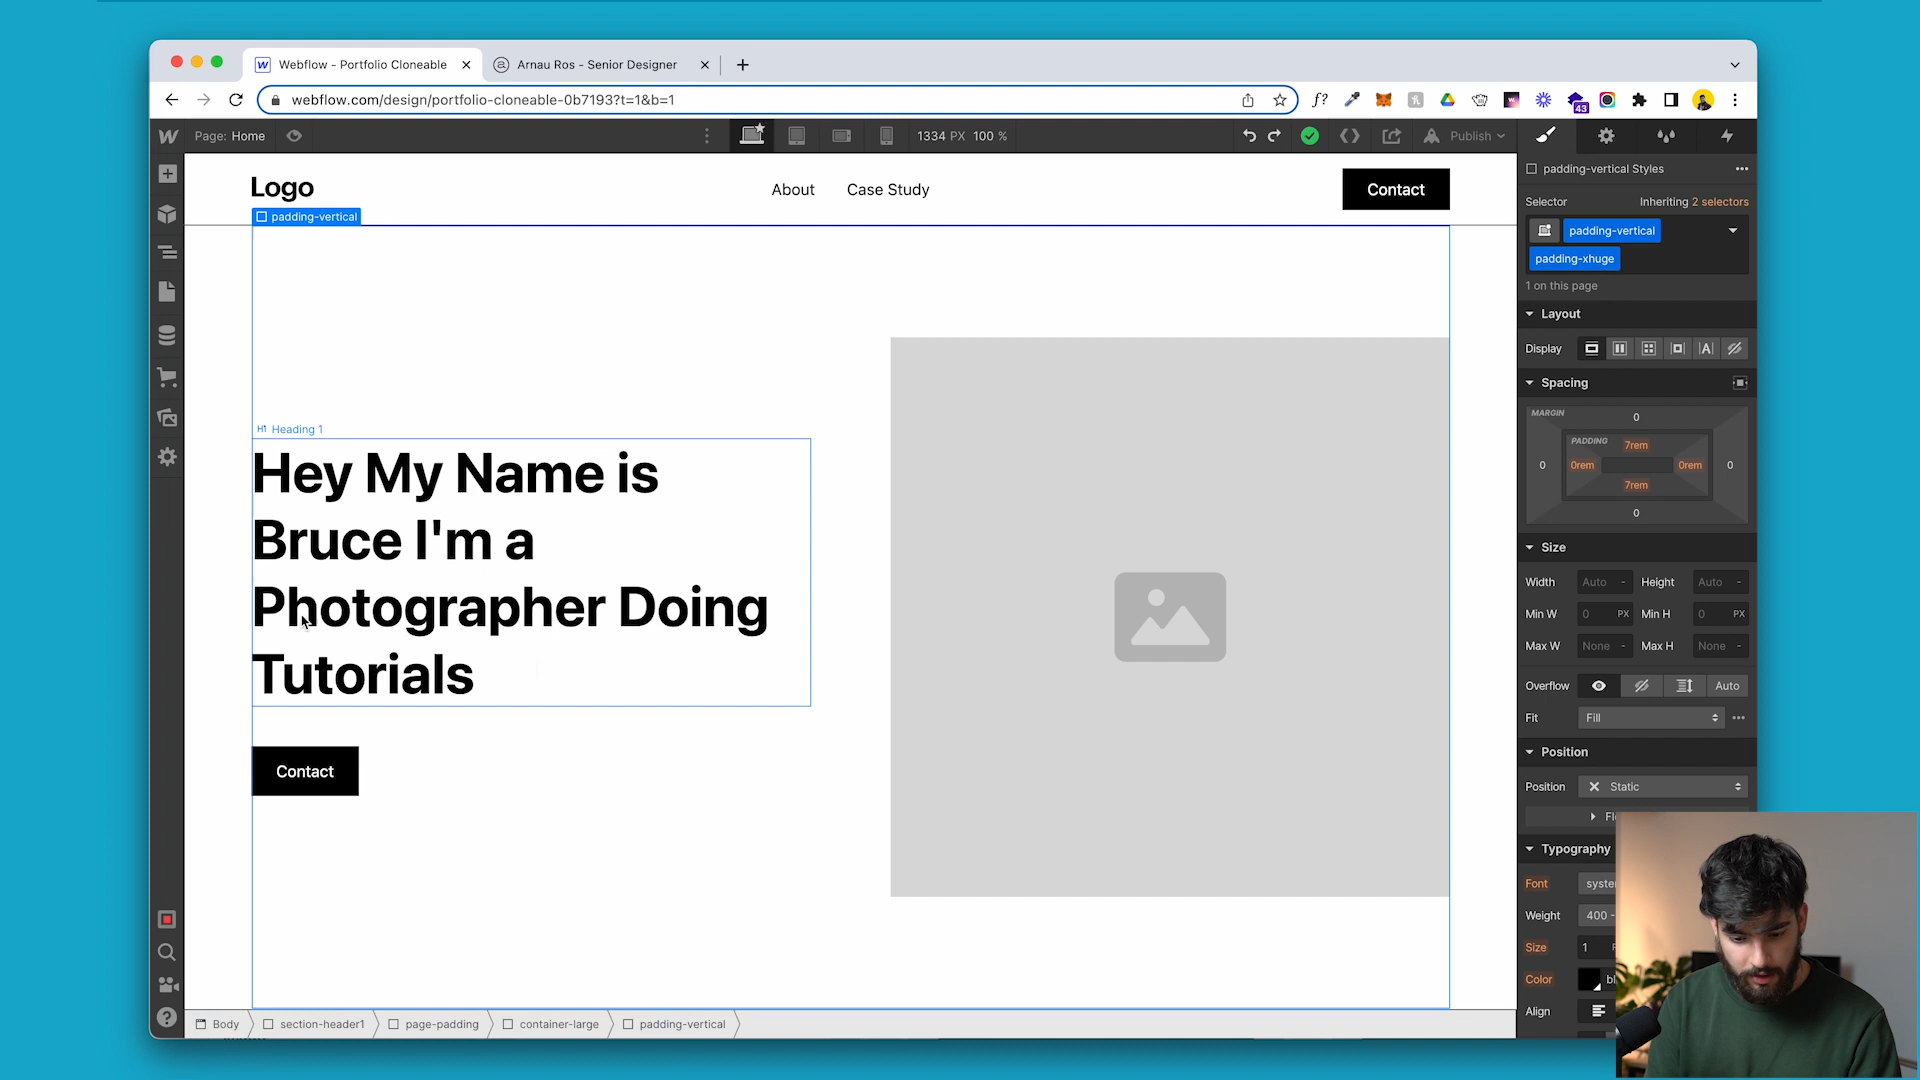 Webflow - Portfolio Cloneable
Arnau Ros - Senior Designer
webflow.com/design/portfolio-cloneable-0b7193?t=1&b=1
f?
43
Page: Home
1334 PX 100 %
Publish
Logo
About
Case Study
Contact
padding-vertical
H1 Heading 1
Hey My Name is
Bruce I'm a
Photographer Doing
Tutorials
Contact
Body
section-header1
page-padding
container-large
padding-vertical
padding-vertical Styles
Selector
Inheriting 2 selectors
padding-vertical
padding-xhuge
1 on this page
Layout
Display
Spacing
MARGIN
0
PADDING
7rem
0
0rem
0rem
0
7rem
0
Size
Width Auto -
Height Auto -
Min W 0 PX
Min H 0 PX
Max W None -
Max H None -
Overflow
Auto
Fit
Fill
Position
Position
Static
Typography
Font
Weight
400 -
Size
1
Color
Align